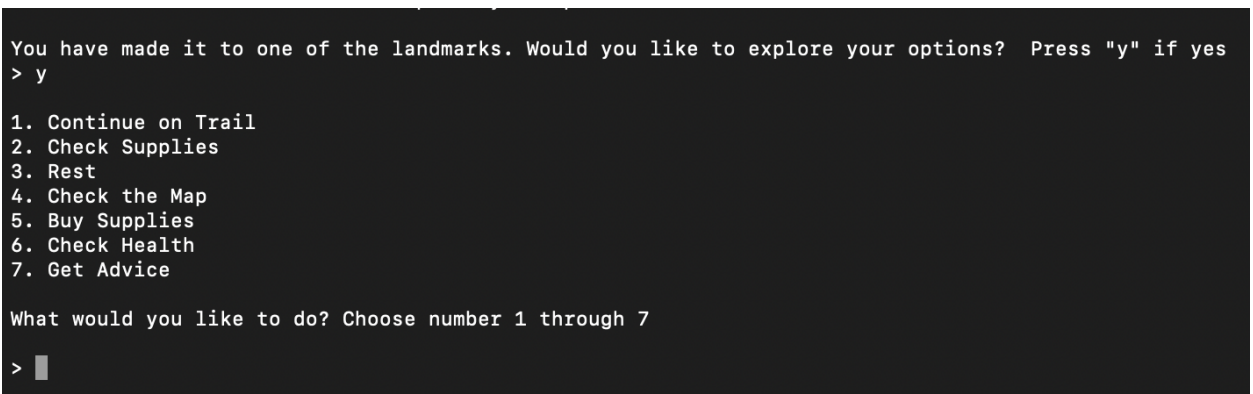 You have made it to one of the landmarks. Would you like to explore your options?  Press "y" if yes
> y
1. Continue on Trail
2. Check Supplies
3. Rest
4. Check the Map
5. Buy Supplies
6. Check Health
7. Get Advice
What would you like to do? Choose number 1 through 7
>